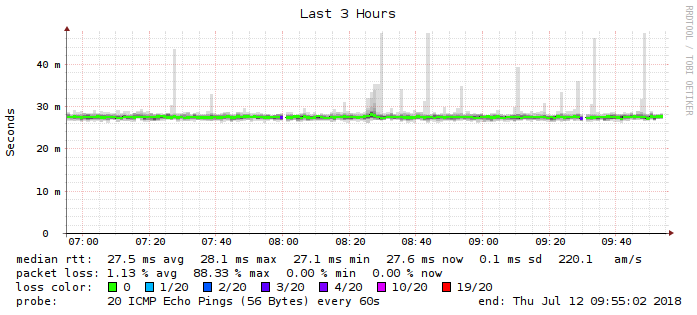 Last 3 Hours
RRDTOOL / TOBI OETIKER
Seconds
40 m
30 m
20 m
10 m
0
07:00 07:20 07:40 08:00 08:20 08:40 09:00 09:20 09:40
median rtt: 27.5 ms avg 28.1 ms max 27.1 ms min 27.6 ms now 0.1 ms sd 220.1 am/s
packet loss: 1.13 % avg 88.33 % max 0.00 % min 0.00 % now
loss color: 0 1/20 2/20 3/20 4/20 10/20 19/20
probe: 20 ICMP Echo Pings (56 Bytes) every 60s end: Thu Jul 12 09:55:02 2018